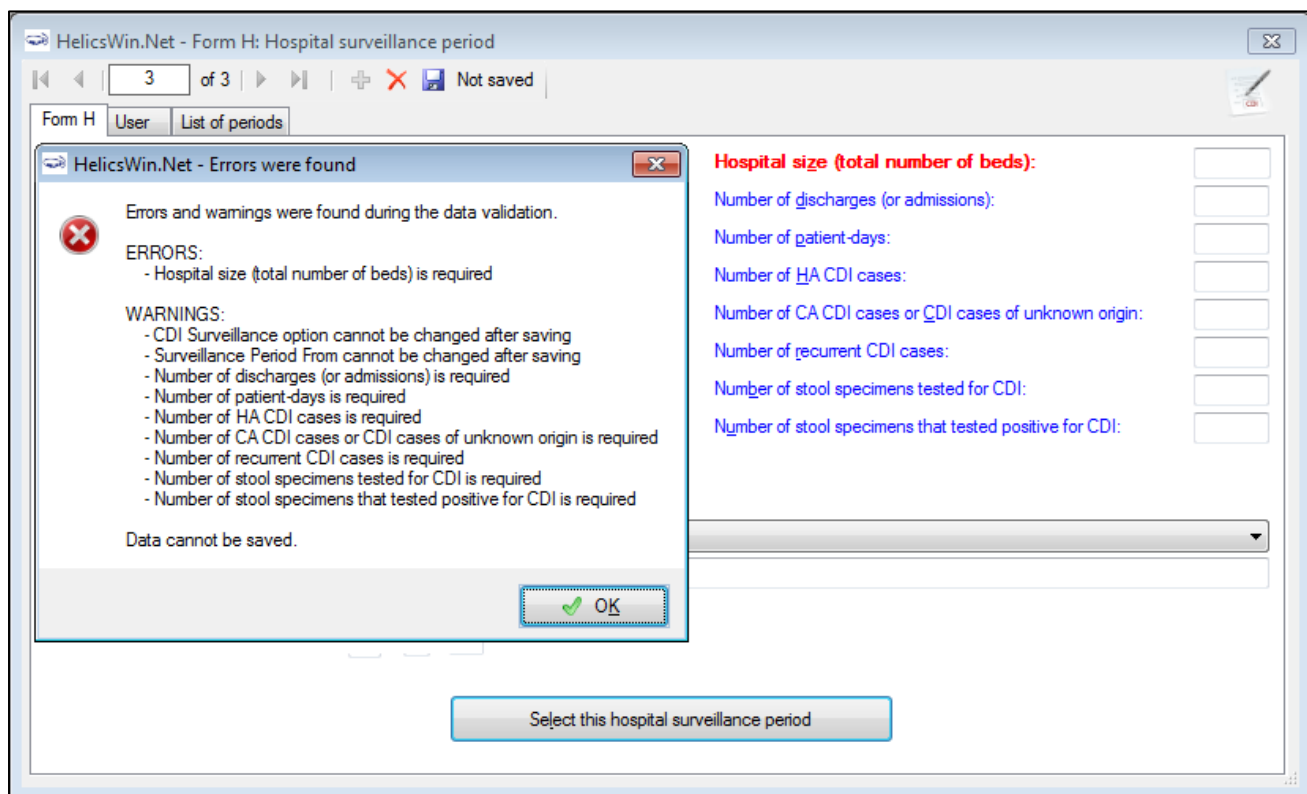 HelicsWin.Net - Form H: Hospital surveillance period
3 of 3 Not saved
CDI
Form H User List of periods
HelicsWin.Net - Errors were found
Errors and warnings were found during the data validation.
ERRORS:
- Hospital size (total number of beds) is required
WARNINGS:
- CDI Surveillance option cannot be changed after saving
- Surveillance Period From cannot be changed after saving
- Number of discharges (or admissions) is required
- Number of patient-days is required
- Number of HA CDI cases is required
- Number of CA CDI cases or CDI cases of unknown origin is required
- Number of recurrent CDI cases is required
- Number of stool specimens tested for CDI is required
- Number of stool specimens that tested positive for CDI is required
Data cannot be saved.
OK
Hospital size (total number of beds):
Number of discharges (or admissions):
Number of patient-days:
Number of HA CDI cases:
Number of CA CDI cases or CDI cases of unknown origin:
Number of recurrent CDI cases:
Number of stool specimens tested for CDI:
Number of stool specimens that tested positive for CDI:
Select this hospital surveillance period